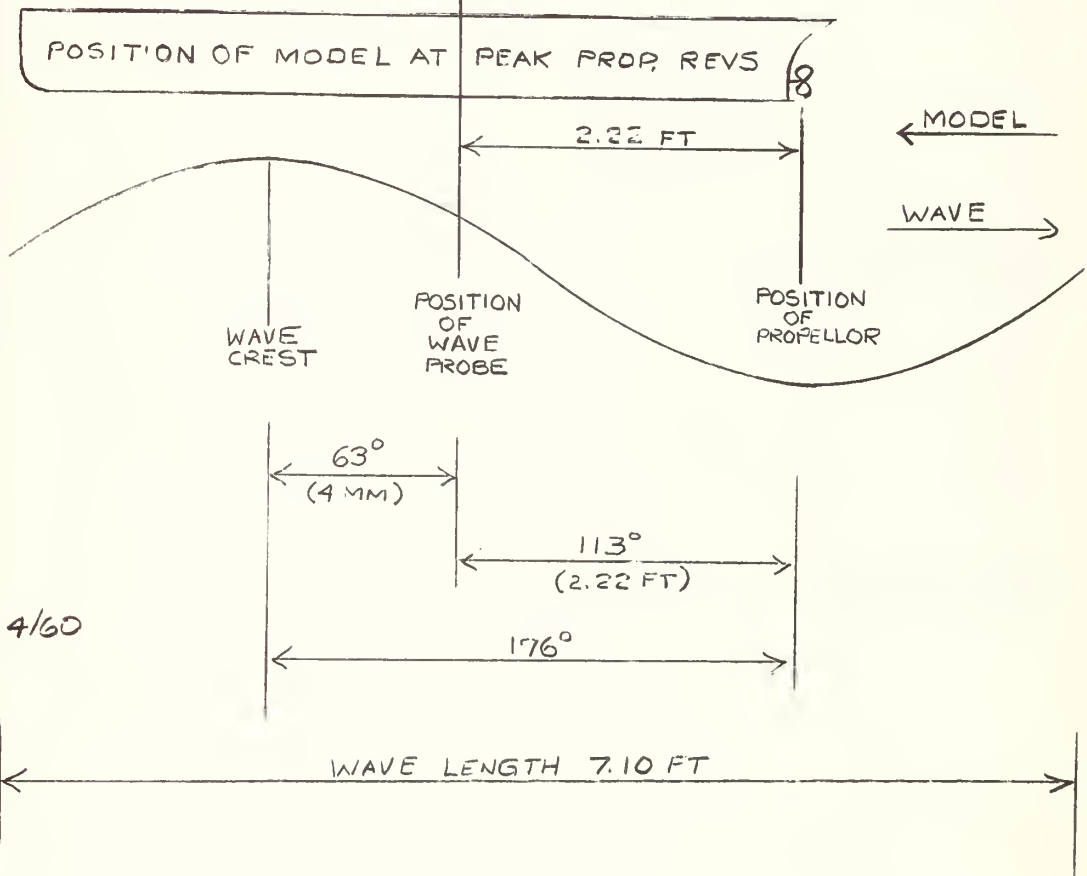 POSITION OF MODEL AT PEAK PROP. REVS
MODEL
2.22 FT
WAVE
WAVE
CREST
POSITION
OF
WAVE
PROBE
POSITION
OF
PROPELLOR
63°
(4 MM)
113°
(2.22 FT)
4/60
176°
WAVE LENGTH 7.10 FT